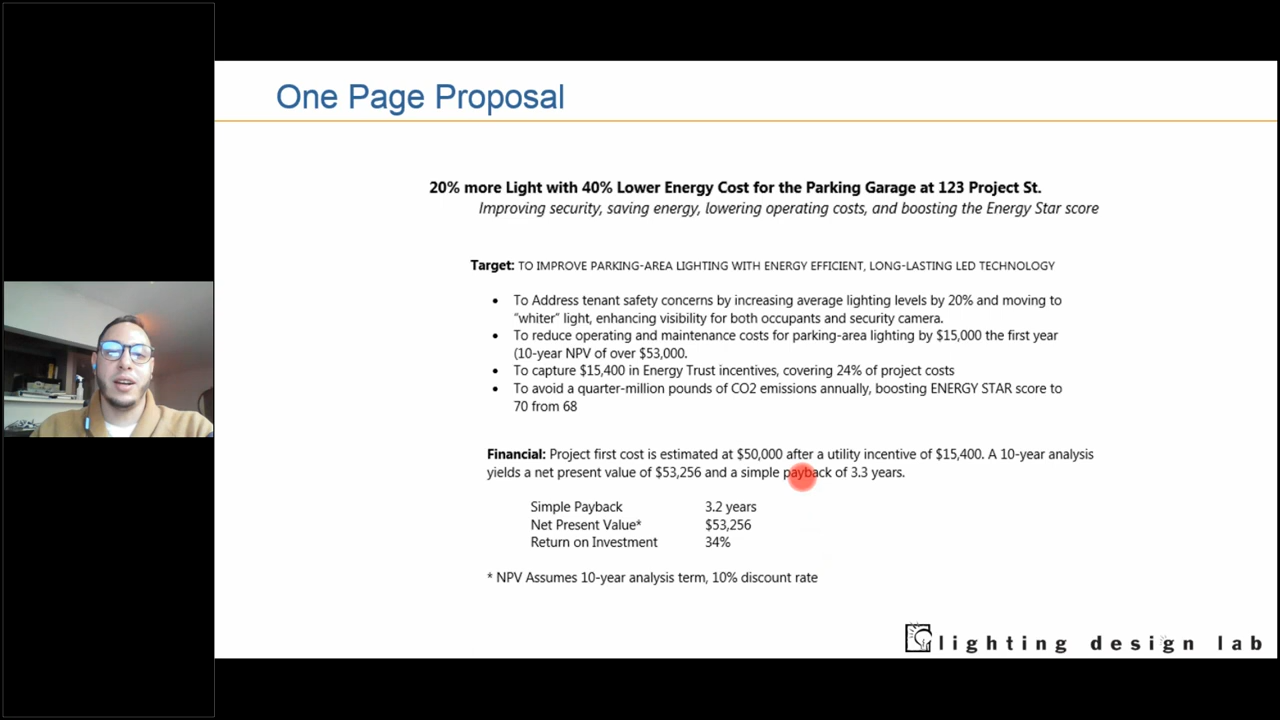 One Page Proposal
20% more Light with 40% Lower Energy Cost for the Parking Garage at 123 Project St.
Improving security, saving energy, lowering operating costs, and boosting the Energy Star score
Target: TO IMPROVE PARKING-AREA LIGHTING WITH ENERGY EFFICIENT, LONG-LASTING LED TECHNOLOGY
• To Address tenant safety concerns by increasing average lighting levels by 20% and moving to
“whiter” light, enhancing visibility for both occupants and security camera.
• To reduce operating and maintenance costs for parking-area lighting by $15,000 the first year
(10-year NPV of over $53,000.
• To capture $15,400 in Energy Trust incentives, covering 24% of project costs
• To avoid a quarter-million pounds of CO2 emissions annually, boosting ENERGY STAR score to
70 from 68
Financial: Project first cost is estimated at $50,000 after a utility incentive of $15,400. A 10-year analysis
yields a net present value of $53,256 and a simple payback of 3.3 years.
Simple Payback 3.2 years
Net Present Value* $53,256
Return on Investment 34%
* NPV Assumes 10-year analysis term, 10% discount rate
lighting design lab